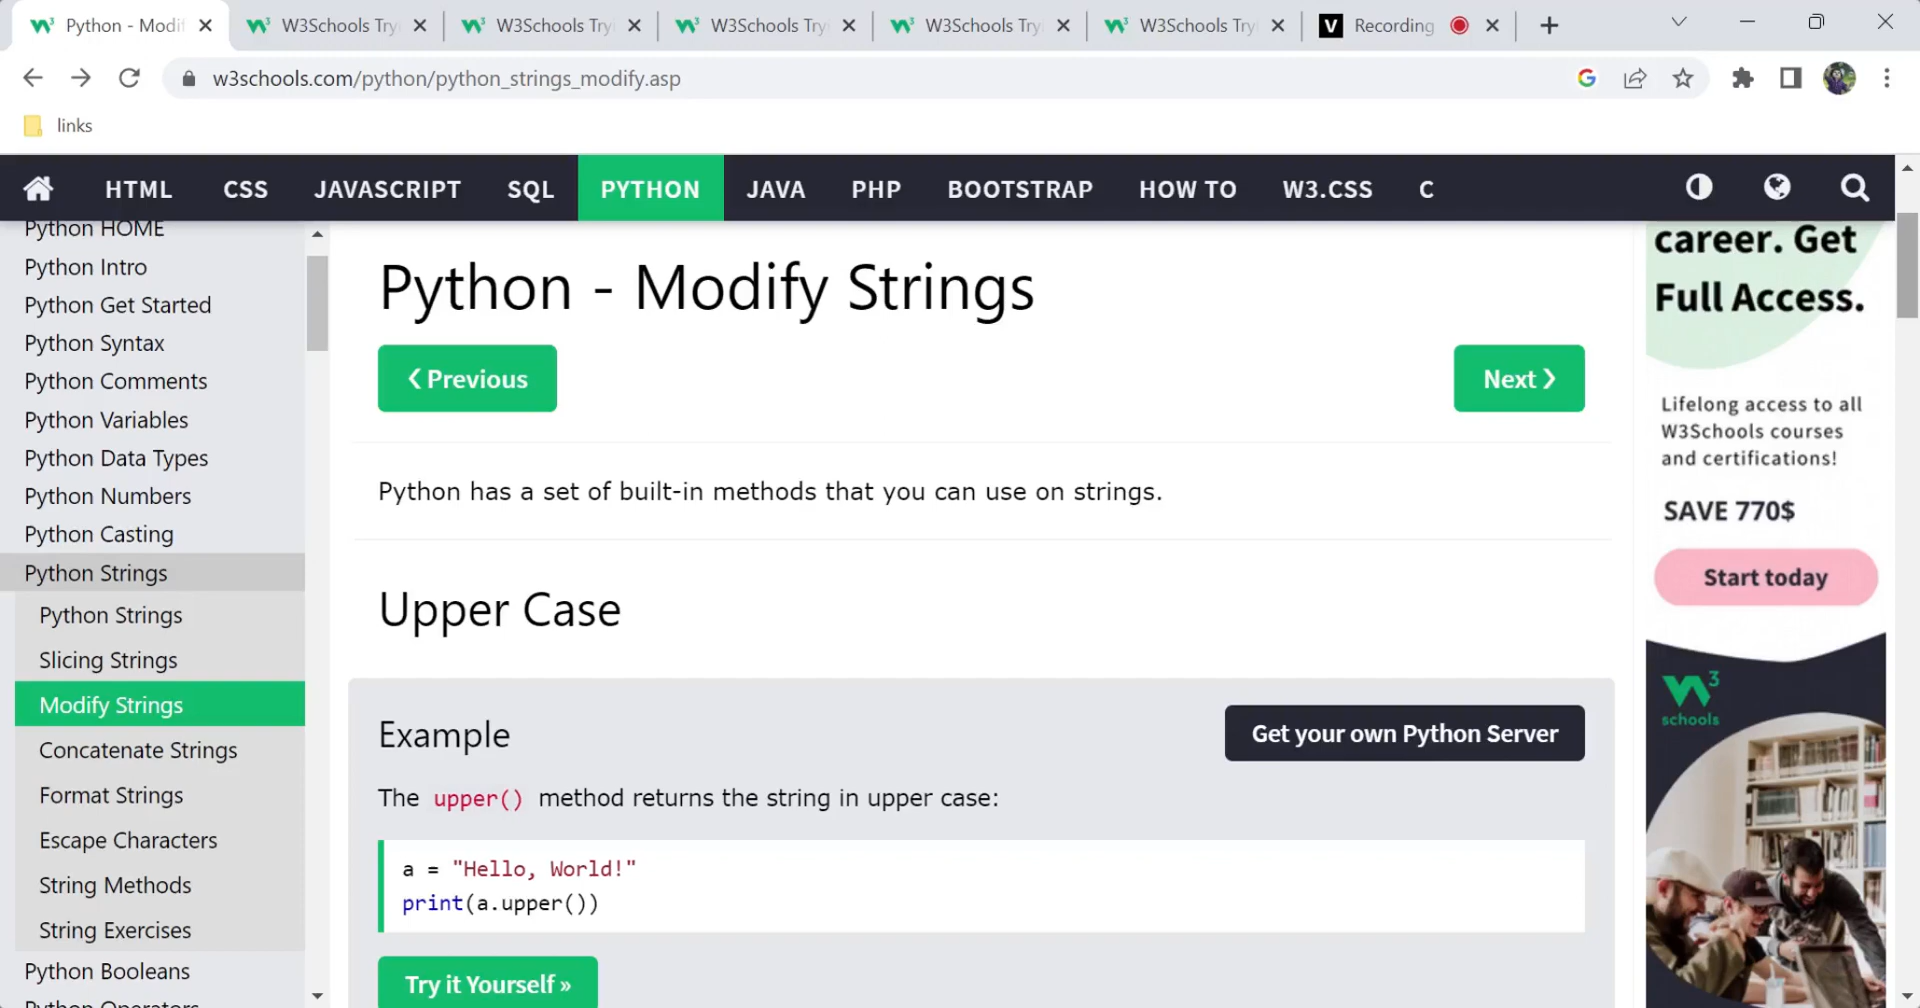 Python - Modif
W3Schools Try
W3Schools Tryi
W3Schools Try
W3Schools Tryi
W3Schools Try
V Recording
w3schools.com/python/python_strings_modify.asp
links
HTML CSS JAVASCRIPT SQL PYTHON JAVA PHP BOOTSTRAP HOW TO W3.CSS C
Python HOME
Python Intro
Python Get Started
Python Syntax
Python Comments
Python Variables
Python Data Types
Python Numbers
Python Casting
Python Strings
Python Strings
Slicing Strings
Modify Strings
Concatenate Strings
Format Strings
Escape Characters
String Methods
String Exercises
Python Booleans
Python Operators
Python - Modify Strings
❮ Previous
Next ❯
Python has a set of built-in methods that you can use on strings.
Upper Case
Example
Get your own Python Server
The upper() method returns the string in upper case:
a = "Hello, World!"
print(a.upper())
Try it Yourself »
career. Get
Full Access.
Lifelong access to all
W3Schools courses
and certifications!
SAVE 770$
Start today
W3
schools